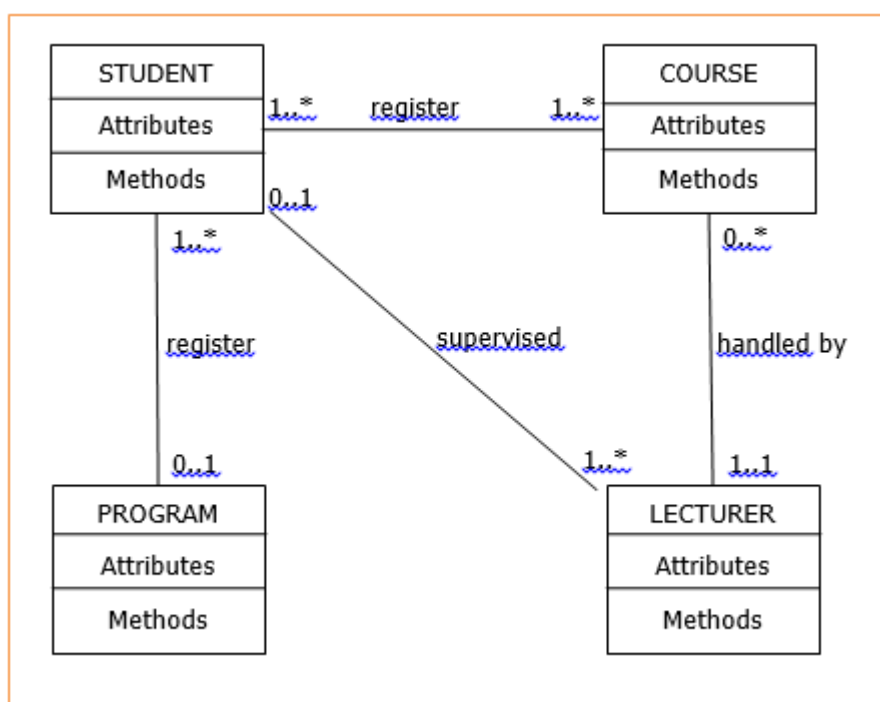 STUDENT
Attributes
Methods
COURSE
Attributes
Methods
1,,*
register
1,,*
0,,1
1,,*
0,,*
register
supervised
handled by
0,,1
1,,*
1,,1
PROGRAM
Attributes
Methods
LECTURER
Attributes
Methods